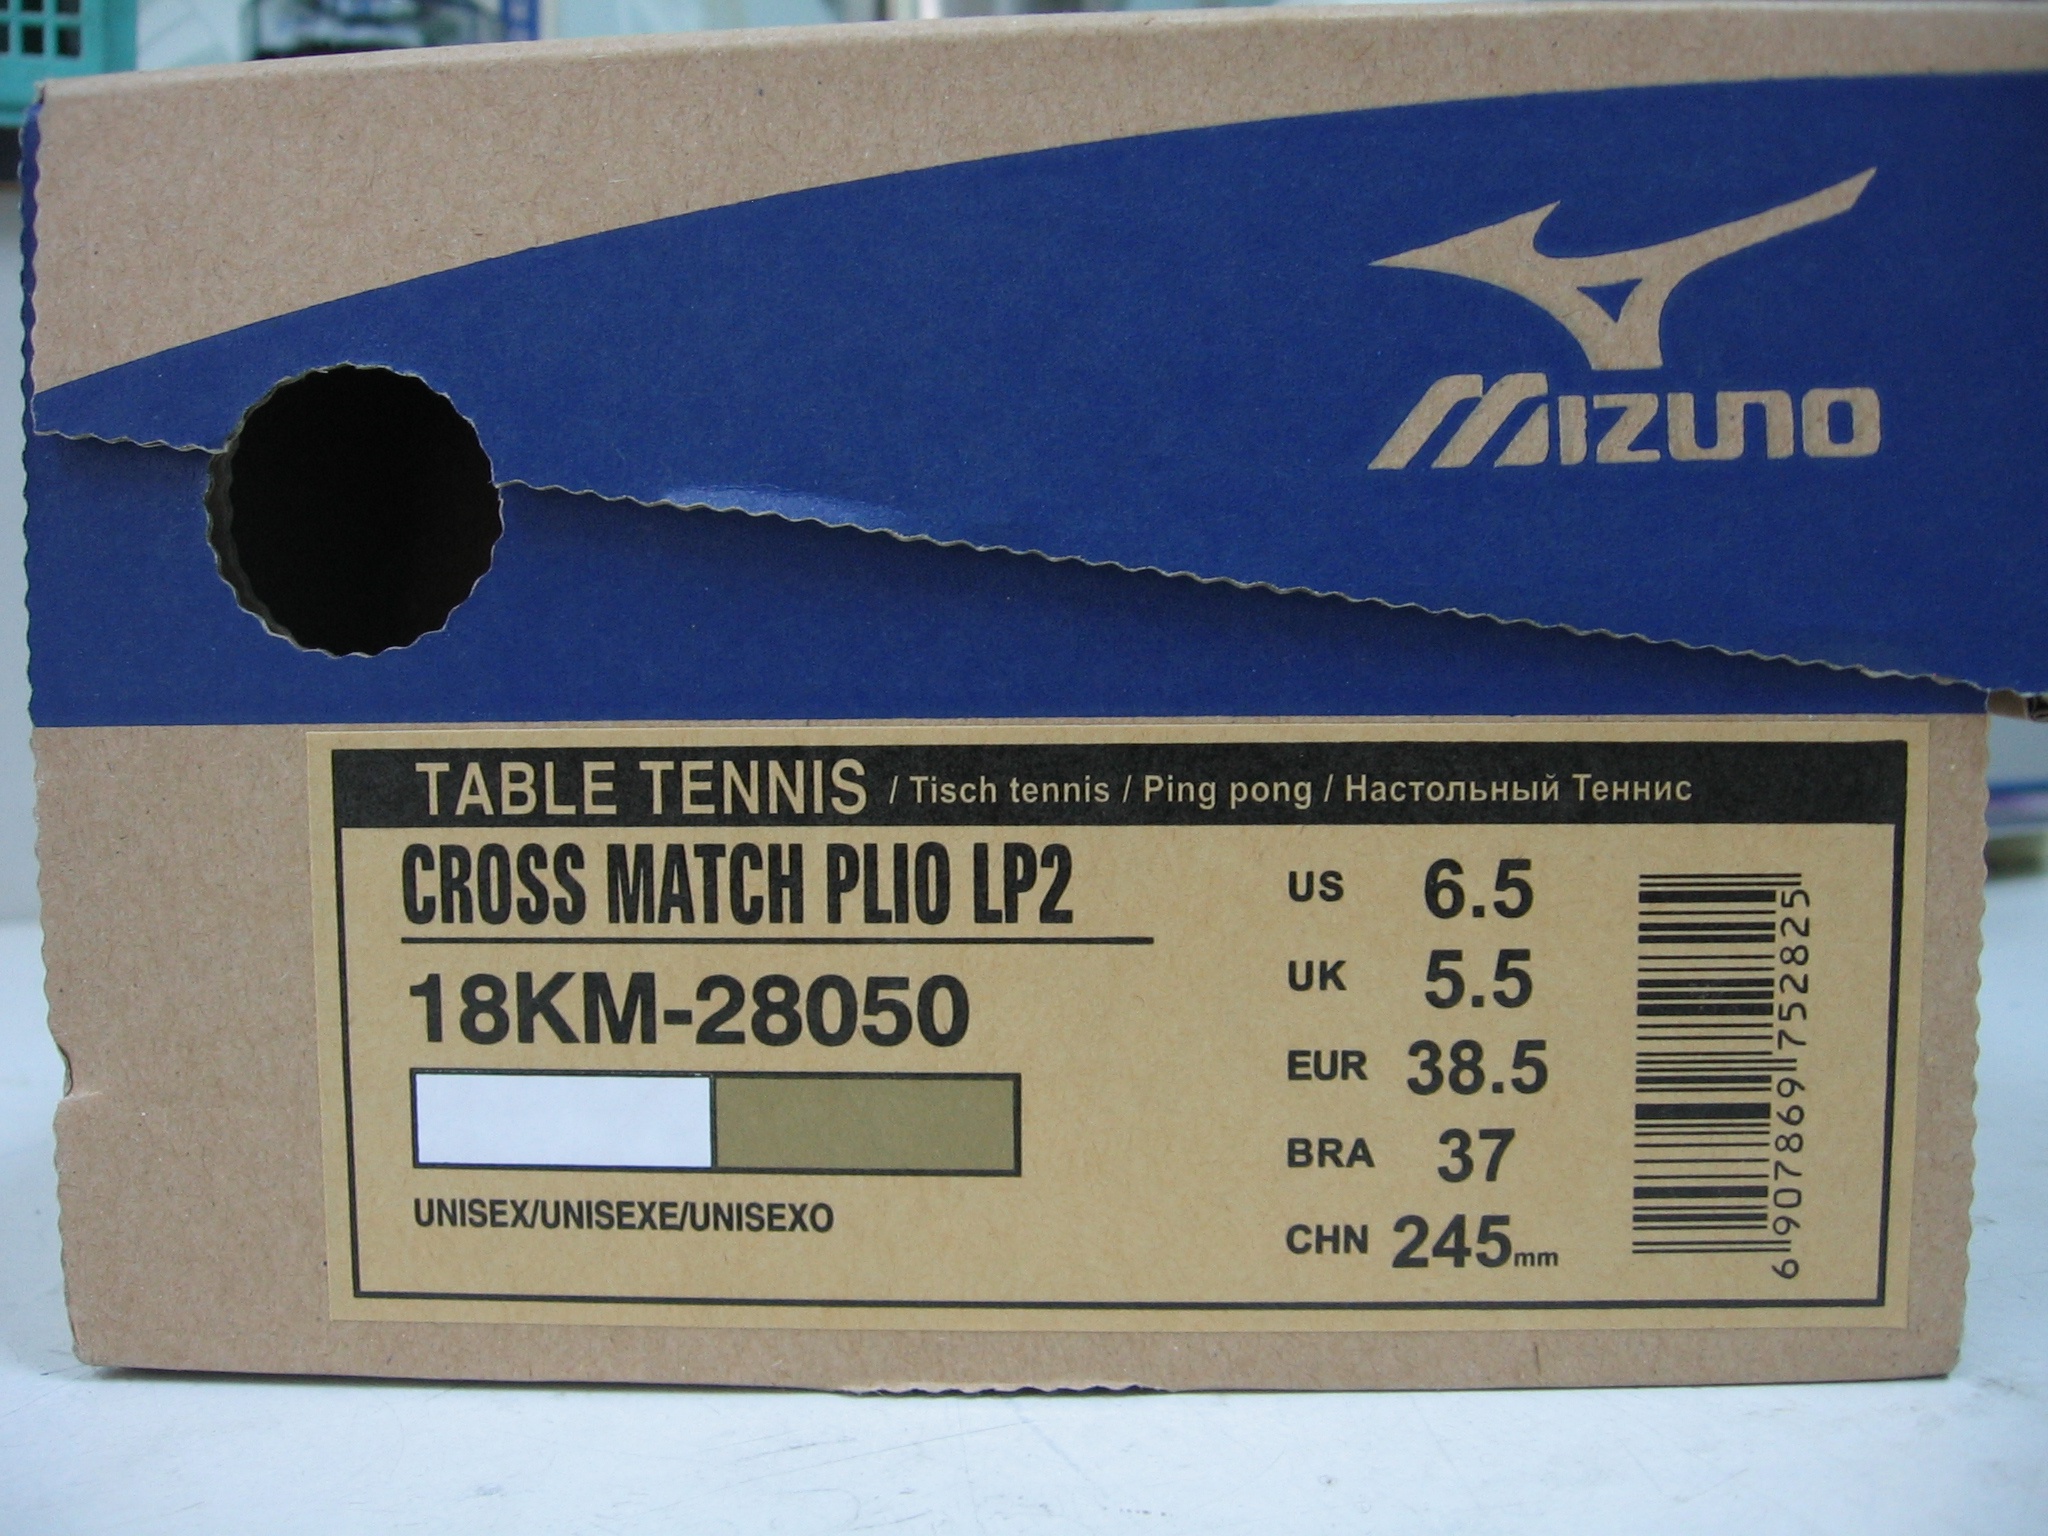 MIZUNO
TABLE TENNIS / Tisch tennis / Ping pong / Настольный Теннис
CROSS MATCH PLIO LP2
18KM-28050
UNISEX/UNISEXE/UNISEXO
US 6.5
UK 5.5
EUR 38.5
BRA 37
CHN 245mm
6907869752825